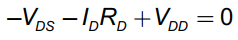 −V_DS − I_D R_D + V_DD = 0